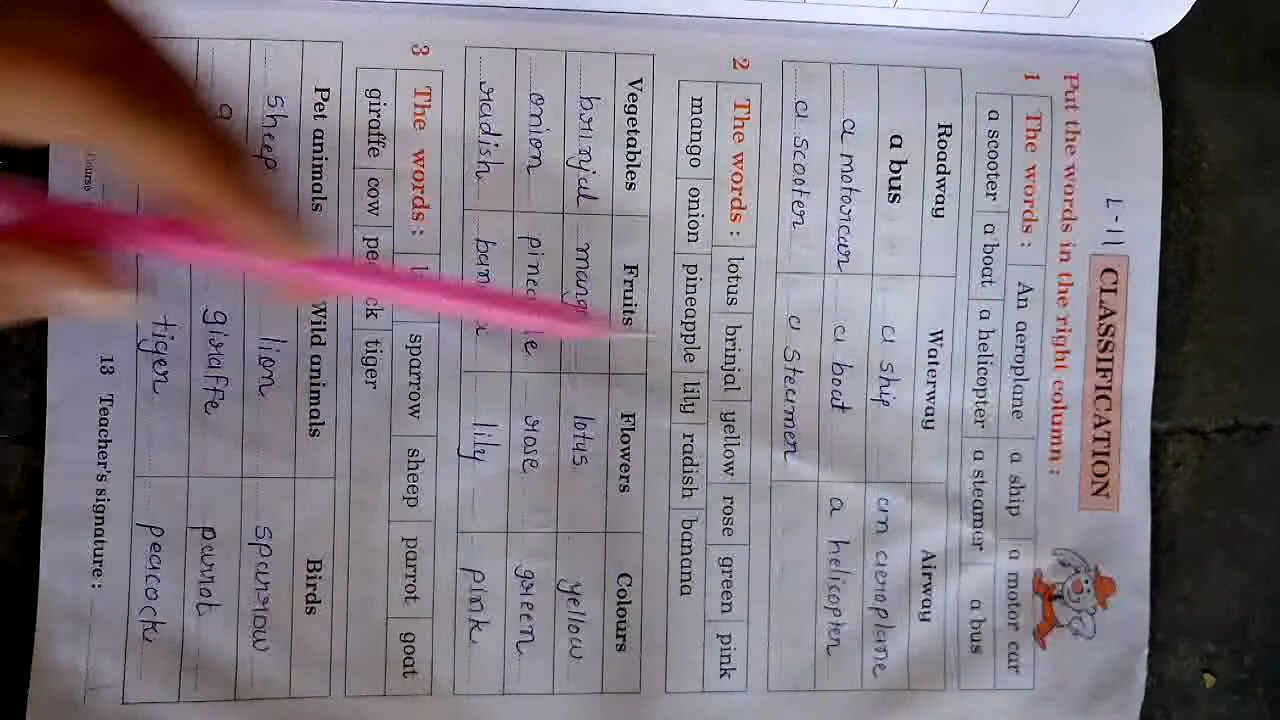 L-11 CLASSIFICATION
Put the words in the right column :
1 The words : An aeroplane a ship a motor car
a scooter a boat a helicopter a steamer a bus
Roadway Waterway Airway
a bus a ship an aeroplane
a motorcar a boat a helicopter
a scooter a steamer
2 The words : lotus brinjal yellow rose green pink
mango onion pineapple lily radish banana
Vegetables Fruits Flowers Colours
brinjal lotus yellow
onion rose green
radish lily pink
3 The words : sparrow sheep parrot goat
giraffe cow tiger
Pet animals Wild animals Birds
sheep lion sparrow
giraffe parrot
tiger peacock
13 Teacher's signature :